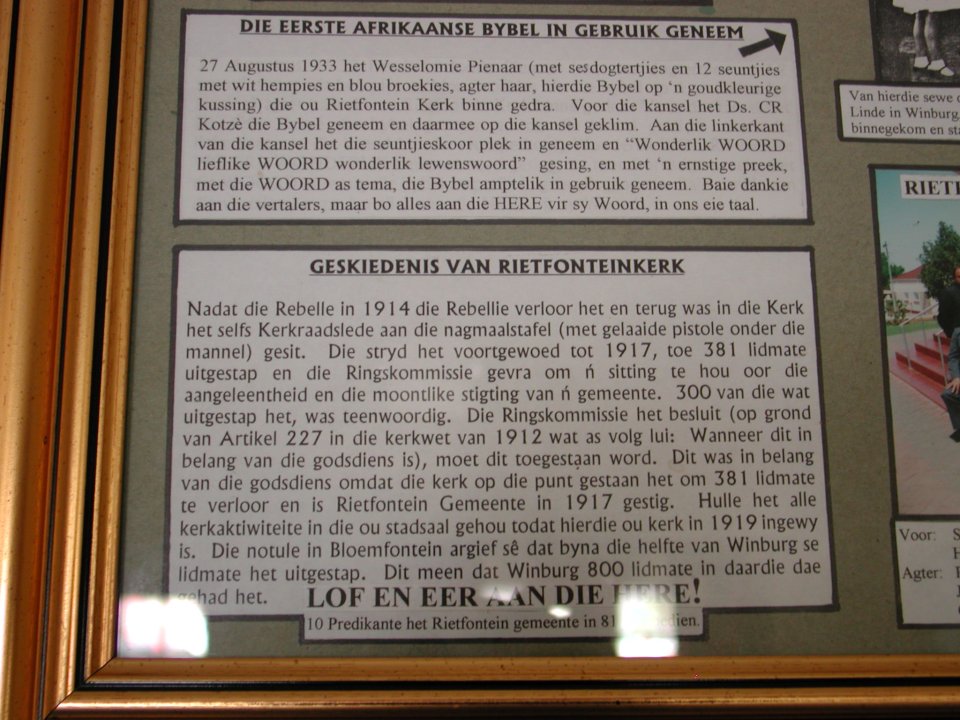 DIE EERSTE AFRIKAANSE BYBEL IN GEBRUIK GENEEM
27 Augustus 1933 het Wesselomie Pienaar (met sesdogtertjies en 12 seuntjies
met wit hempies en blou broekies, agter haar, hierdie Bybel op ‘n goudkleurige
kussing) die ou Rietfontein Kerk binne gedra. Voor die kansel het Ds. CR
Kotzè die Bybel geneem en daarmee op die kansel geklim. Aan die linkerkant
van die kansel het die seuntjieskoor plek in geneem en “Wonderlik WOORD
lieflike WOORD wonderlik lewenswoord” gesing, en met ‘n ernstige preek,
met die WOORD as tema, die Bybel amptelik in gebruik geneem. Baie dankie
aan die vertalers, maar bo alles aan die HERE vir sy Woord, in ons eie taal.
GESKIEDENIS VAN RIETFONTEINKERK
Nadat die Rebelle in 1914 die Rebellie verloor het en terug was in die Kerk
het selfs Kerkraadslede aan die nagmaalstafel (met gelaaide pistole onder die
mannel) gesit. Die stryd het voortgewoed tot 1917, toe 381 lidmate
uitgestap en die Ringskommissie gevra om ń sitting te hou oor die
aangeleentheid en die moontlike stigting van ń gemeente. 300 van die wat
uitgestap het, was teenwoordig. Die Ringskommissie het besluit (op grond
van Artikel 227 in die kerkwet van 1912 wat as volg lui: Wanneer dit in
belang van die godsdiens is), moet dit toegestaan word. Dit was in belang
van die godsdiens omdat die kerk op die punt gestaan het om 381 lidmate
te verloor en is Rietfontein Gemeente in 1917 gestig. Hulle het alle
kerkaktiwiteite in die ou stadsaal gehou todat hierdie ou kerk in 1919 ingewy
is. Die notule in Bloemfontein argief sê dat byna die helfte van Winburg se
lidmate het uitgestap. Dit meen dat Winburg 800 lidmate in daardie dae
gehad het.
LOF EN EER AAN DIE HERE!
10 Predikante het Rietfontein gemeente in 81
Van hierdie sewe
Linde in Winburg,
binnegekom en
Voor:
Agter: